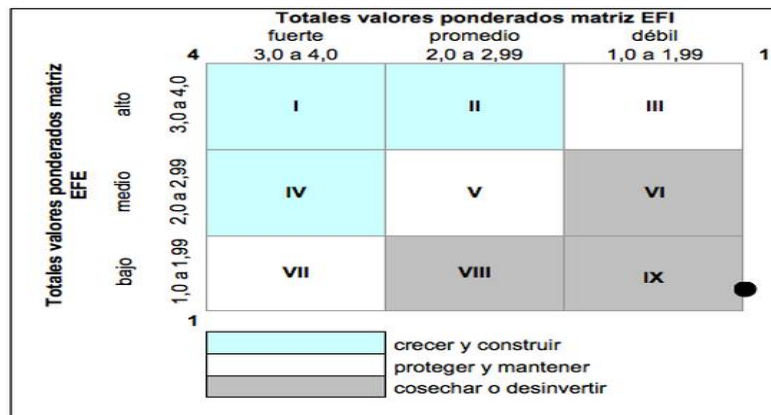 Totales valores ponderados matriz EFI
fuerte promedio débil
4 3,0 a 4,0 2,0 a 2,99 1,0 a 1,99 1
Totales valores ponderados matriz
EFE
alto
3,0 a 4,0
I II III
medio
2,0 a 2,99
IV V VI
bajo
1,0 a 1,99
VII VIII IX
1
crecer y construir
proteger y mantener
cosechar o desinvertir